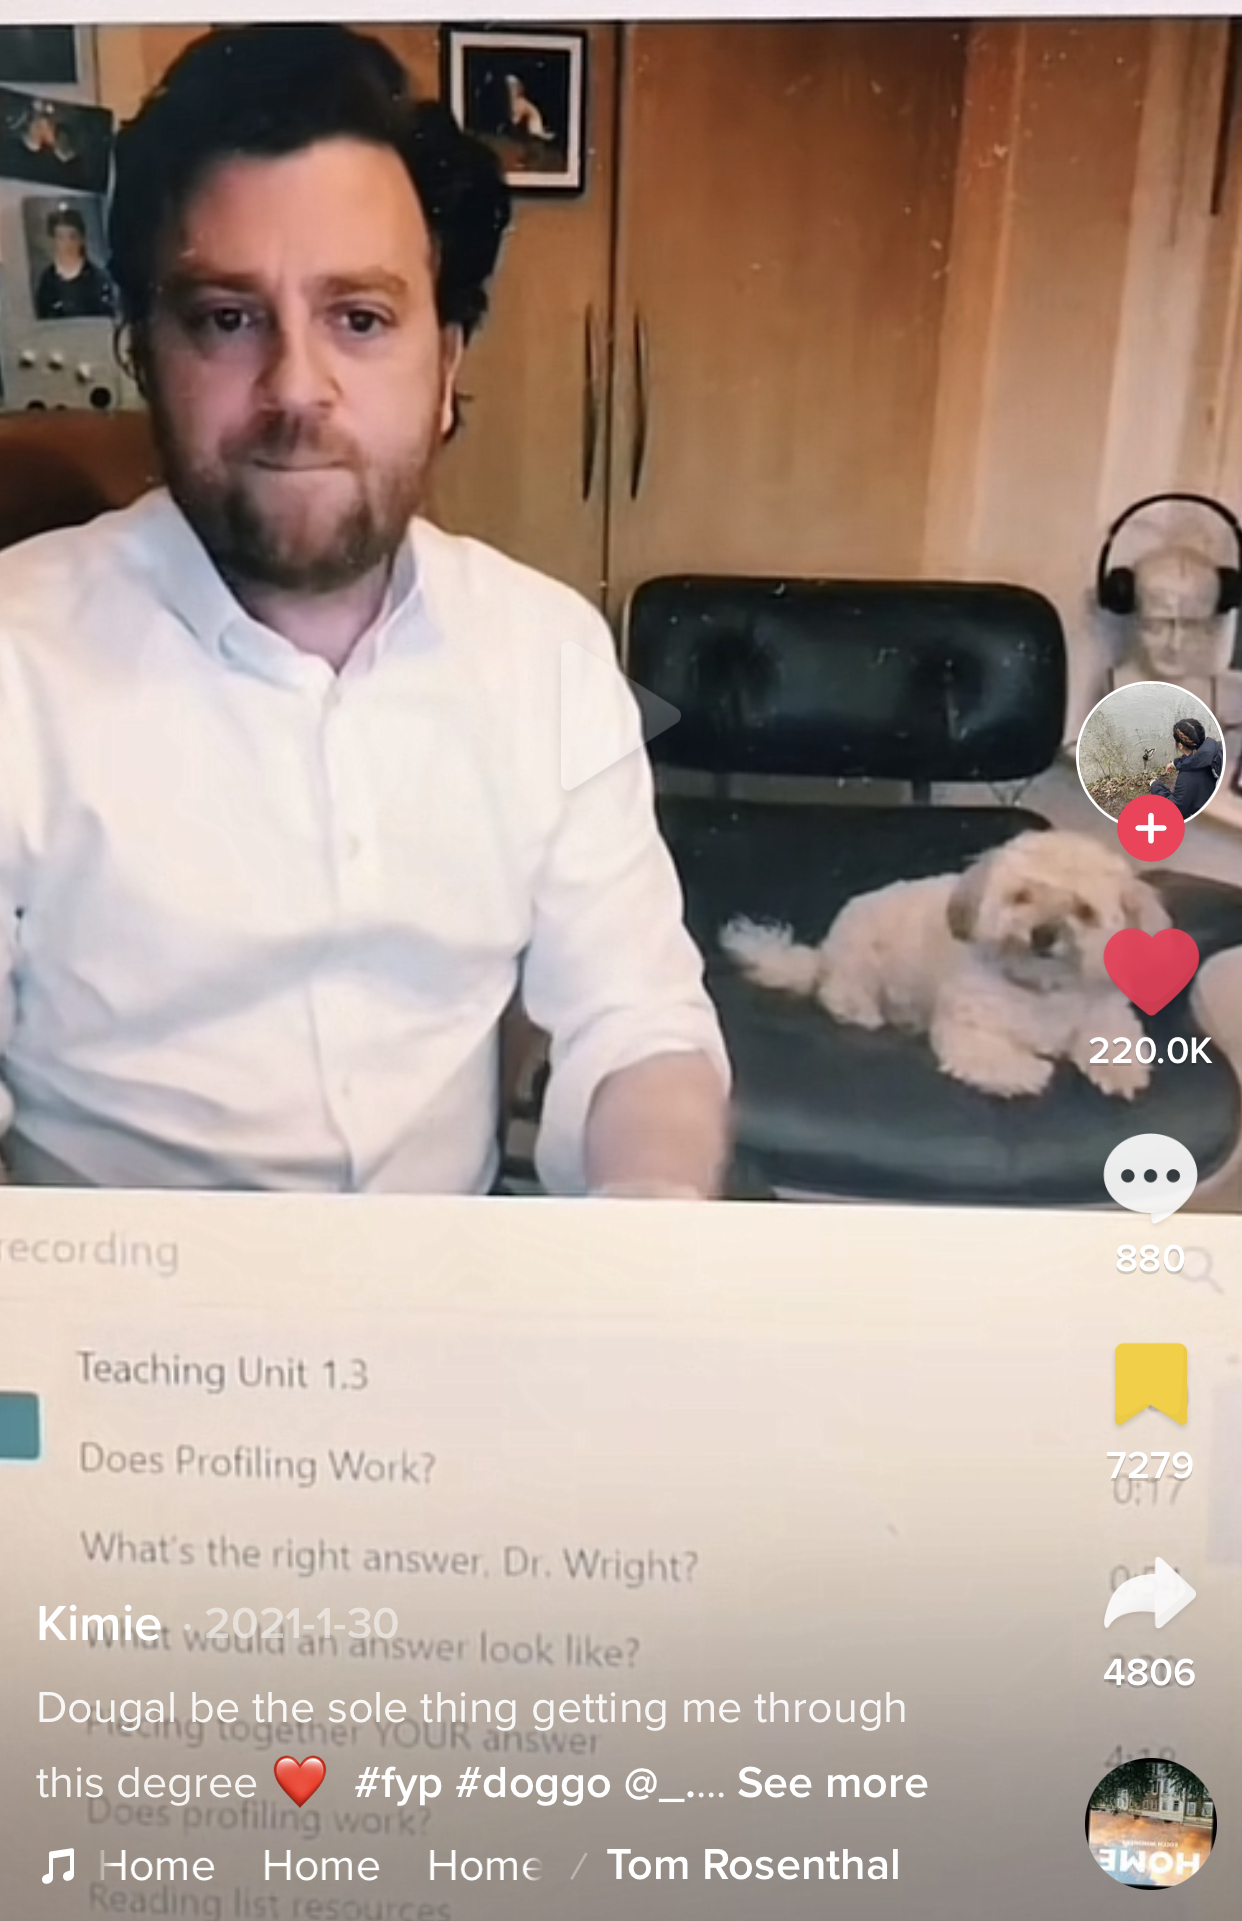 recording
Teaching Unit 1.3
Does Profiling Work?
What's the right answer, Dr. Wright?
What would an answer look like?
Piecing together YOUR answer
Does profiling work?
Reading list resources
220.0K
880
7279
0:17
4806
4:19
Kimie · 2021-1-30
Dougal be the sole thing getting me through
this degree ❤️ #fyp #doggo @_.... See more
Home Home Home / Tom Rosenthal
HOME